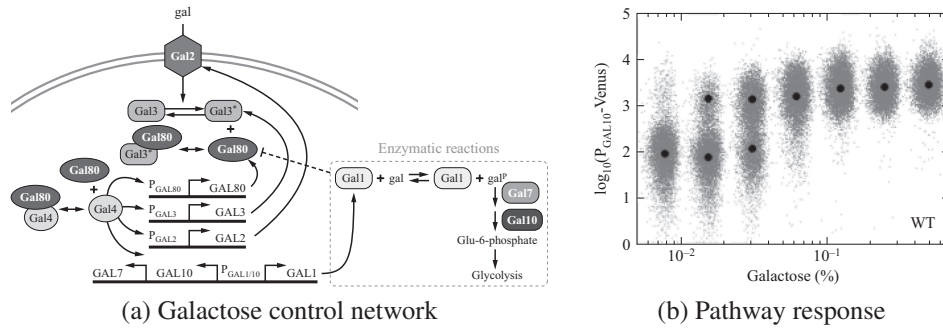 gal
Gal2
Gal3
Gal3*
+
Gal80
Gal3*
Gal80
Enzymatic reactions
Gal80
+
Gal80
Gal4
Gal4
P_GAL80
GAL80
P_GAL3
GAL3
P_GAL2
GAL2
GAL7
GAL10
P_GAL1/10
GAL1
Gal1 + gal
Gal1 + galᵖ
Gal7
Gal10
Glu-6-phosphate
Glycolysis
(a) Galactose control network
log₁₀(P_GAL10-Venus)
5
4
3
2
1
0
WT
10⁻²
10⁻¹
Galactose (%)
(b) Pathway response